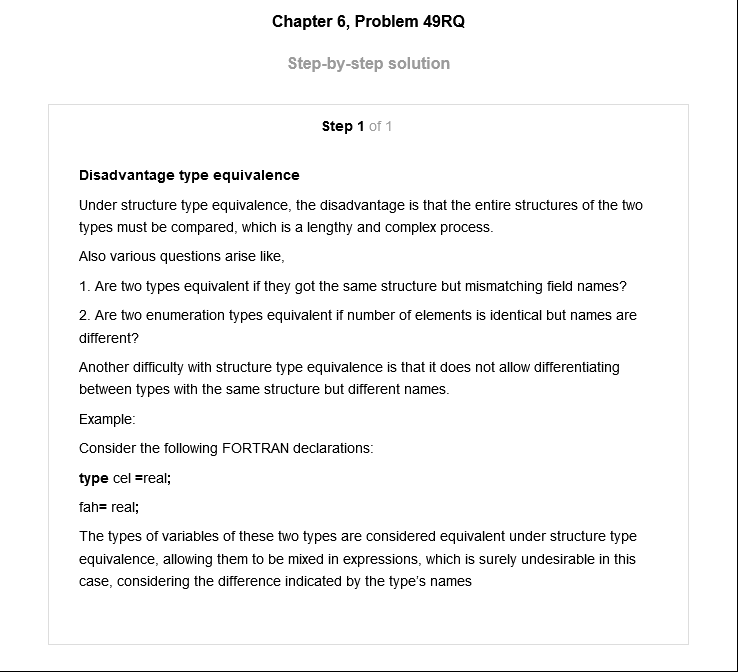 Chapter 6, Problem 49RQ
Step-by-step solution
Step 1 of 1
Disadvantage type equivalence
Under structure type equivalence, the disadvantage is that the entire structures of the two
types must be compared, which is a lengthy and complex process.
Also various questions arise like,
1. Are two types equivalent if they got the same structure but mismatching field names?
2. Are two enumeration types equivalent if number of elements is identical but names are
different?
Another difficulty with structure type equivalence is that it does not allow differentiating
between types with the same structure but different names.
Example:
Consider the following FORTRAN declarations:
type cel =real;
fah= real;
The types of variables of these two types are considered equivalent under structure type
equivalence, allowing them to be mixed in expressions, which is surely undesirable in this
case, considering the difference indicated by the type's names